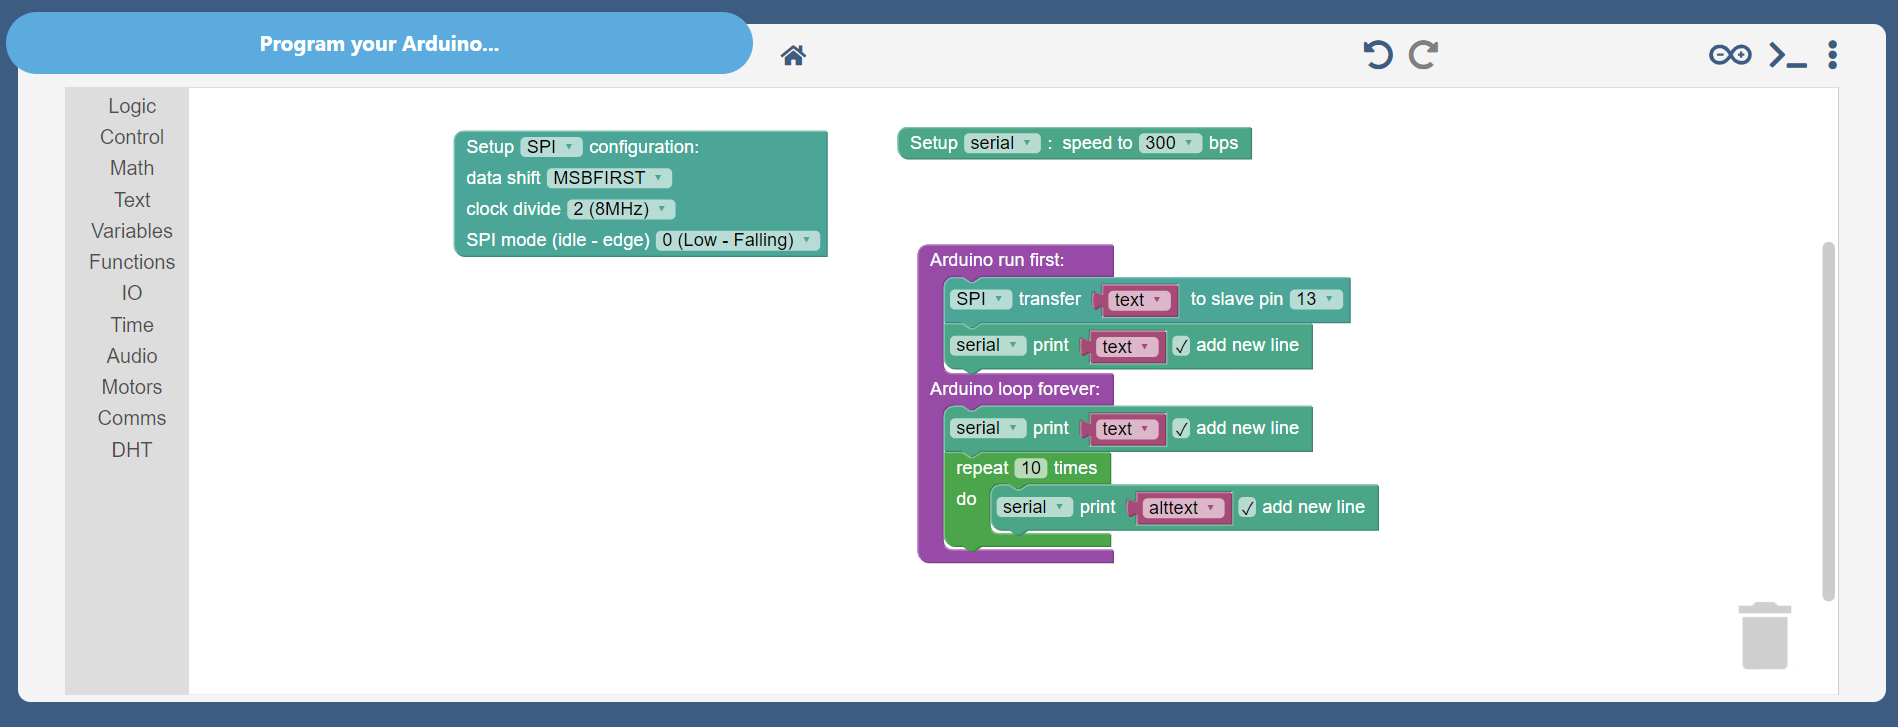 Program your Arduino...
Logic
Control
Math
Text
Variables
Functions
IO
Time
Audio
Motors
Comms
DHT
Setup SPI configuration:
data shift MSBFIRST
clock divide 2 (8MHz)
SPI mode (idle - edge) 0 (Low - Falling)
Setup serial : speed to 300 bps
Arduino run first:
SPI transfer text to slave pin 13
serial print text ✓ add new line
Arduino loop forever:
serial print text ✓ add new line
repeat 10 times
do serial print alttext ✓ add new line